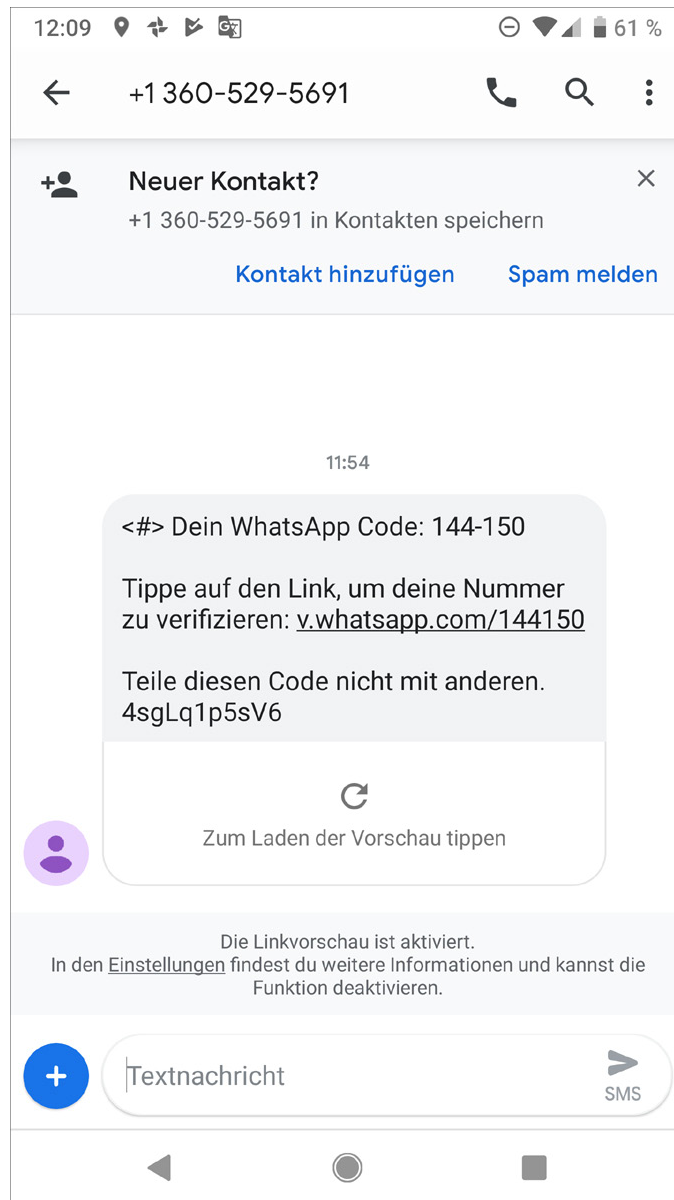 12:09
61 %
+1 360-529-5691
Neuer Kontakt?
+1 360-529-5691 in Kontakten speichern
Kontakt hinzufügen Spam melden
11:54
<#> Dein WhatsApp Code: 144-150
Tippe auf den Link, um deine Nummer
zu verifizieren: v.whatsapp.com/144150
Teile diesen Code nicht mit anderen.
4sgLq1p5sV6
Zum Laden der Vorschau tippen
Die Linkvorschau ist aktiviert.
In den Einstellungen findest du weitere Informationen und kannst die
Funktion deaktivieren.
Textnachricht
SMS